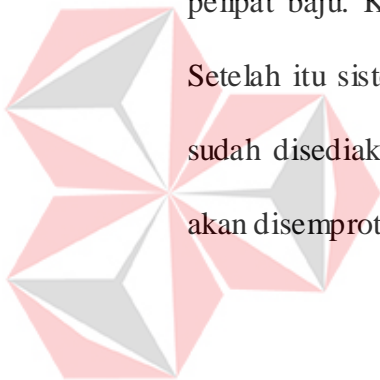 pelipat baju. K
Setelah itu sist
sudah disediak
akan disemprot